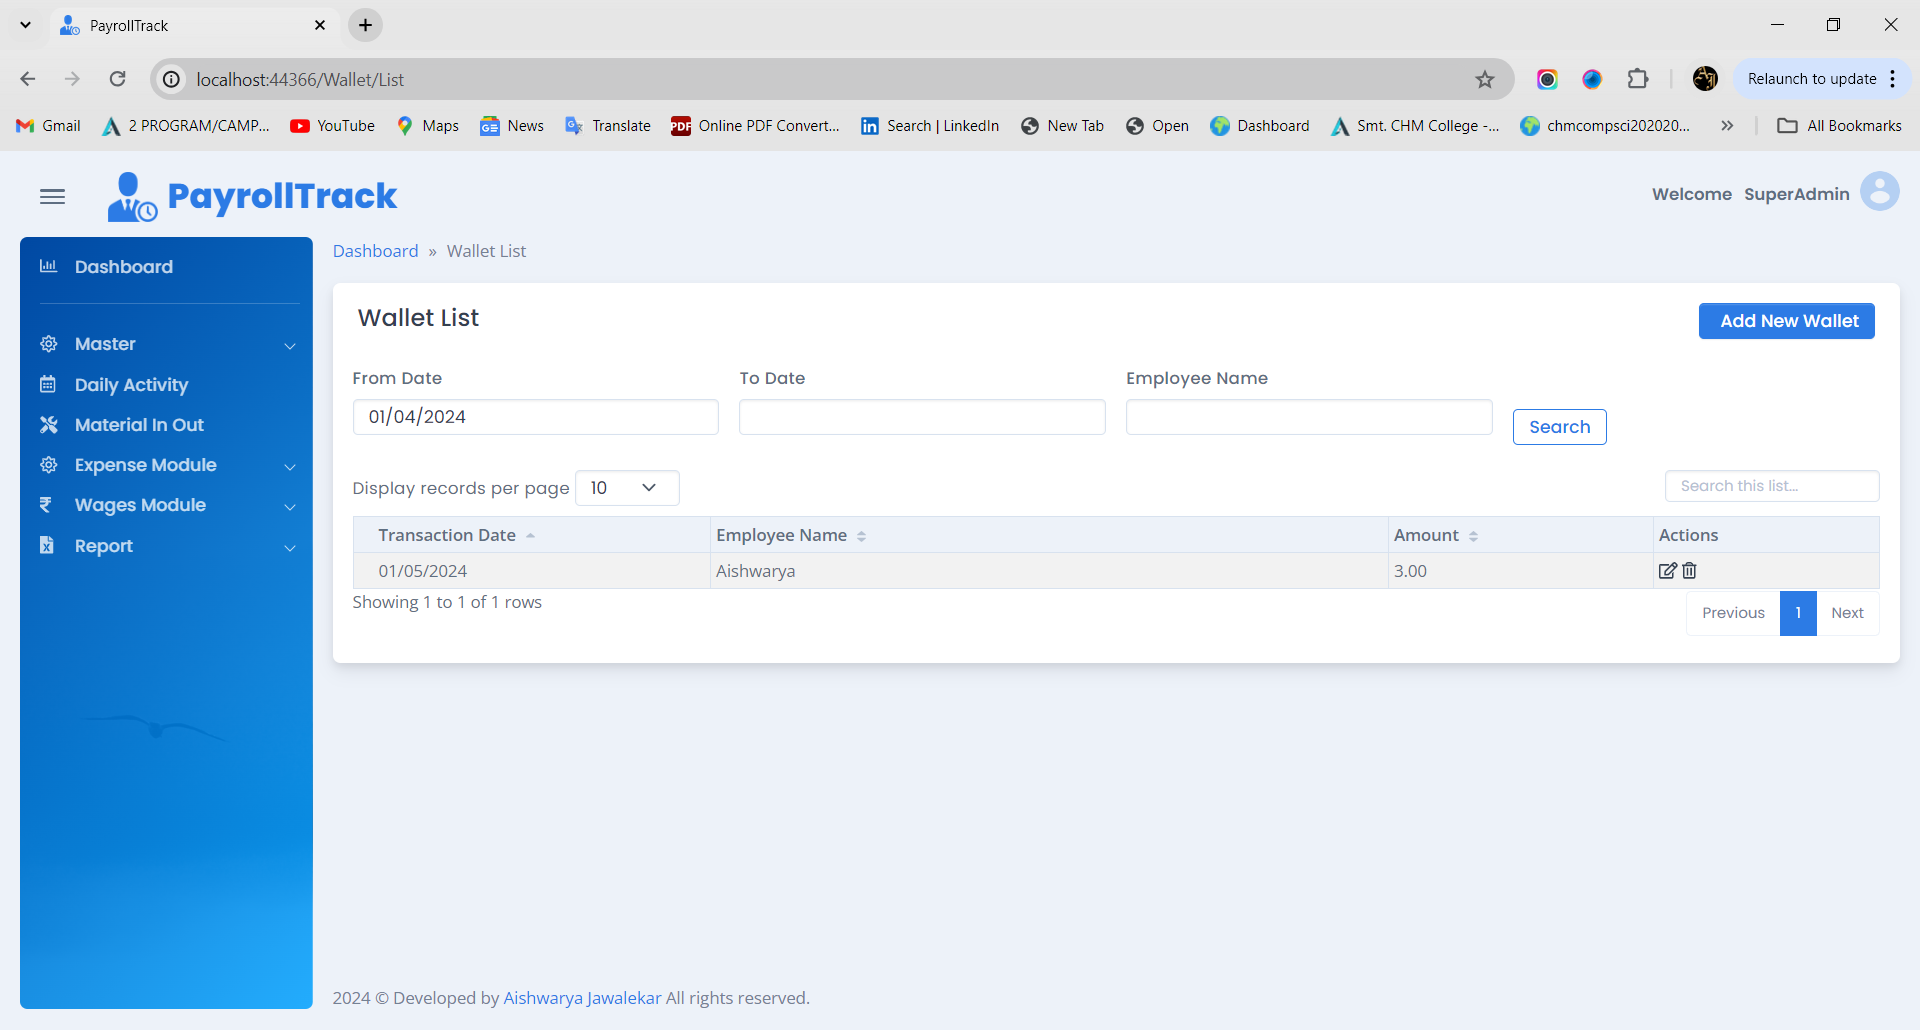 PayrollTrack
localhost:44366/Wallet/List
Relaunch to update
Gmail
2 PROGRAM/CAMP...
YouTube
Maps
News
Translate
PDF
Online PDF Convert...
Search | LinkedIn
New Tab
Open
Dashboard
Smt. CHM College -...
chmcompsci202020...
»
All Bookmarks
PayrollTrack
Welcome SuperAdmin
Dashboard
Master
Daily Activity
Material In Out
Expense Module
Wages Module
Report
Dashboard » Wallet List
Wallet List
Add New Wallet
From Date
To Date
Employee Name
01/04/2024
Search
Display records per page 10
Search this list...
Transaction Date Employee Name Amount Actions
01/05/2024 Aishwarya 3.00
Showing 1 to 1 of 1 rows
Previous 1 Next
2024 © Developed by Aishwarya Jawalekar All rights reserved.